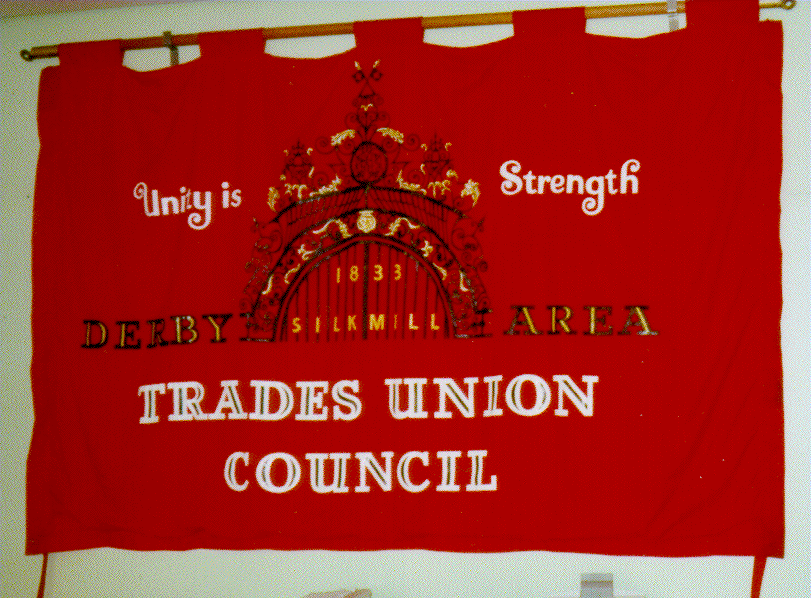 Unity is Strength
1833
SILK MILL
DERBY AREA
TRADES UNION
COUNCIL